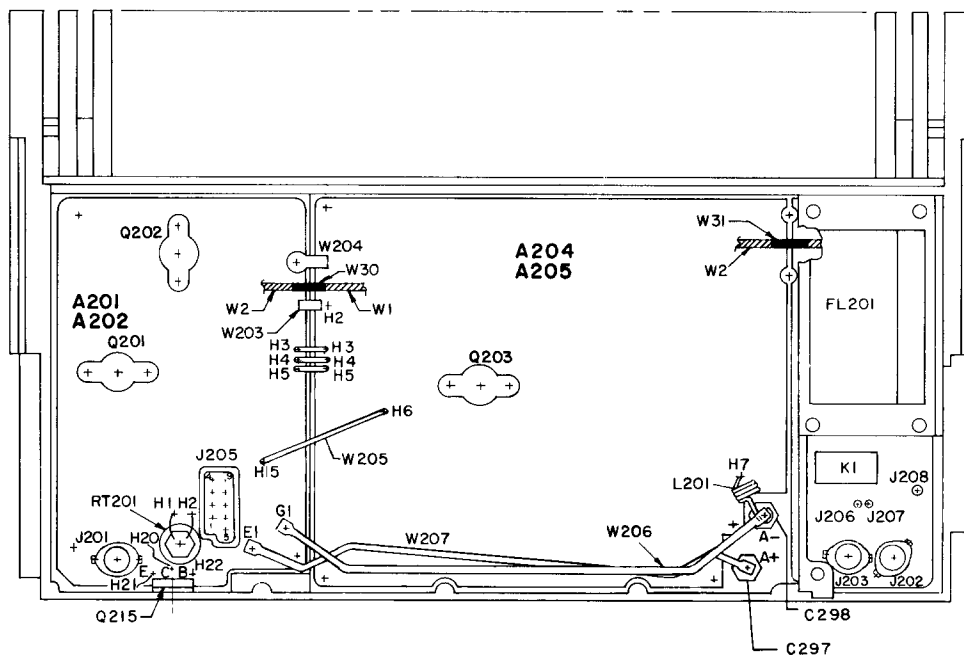 Q202
W204
W30
A204
A205
W31
W2
A201
A202
W2
W1
FL201
W203
H2
Q201
H3 H3
H4 H4
H5 H5
Q203
H6
J205
H15
W205
H7
K1
L201
J208
RT201
H1 H2
G1
J206 J207
J201
H20
E1
W207
W206
A-
H22
A+
E C B
H21
J203
J202
Q215
C298
C297